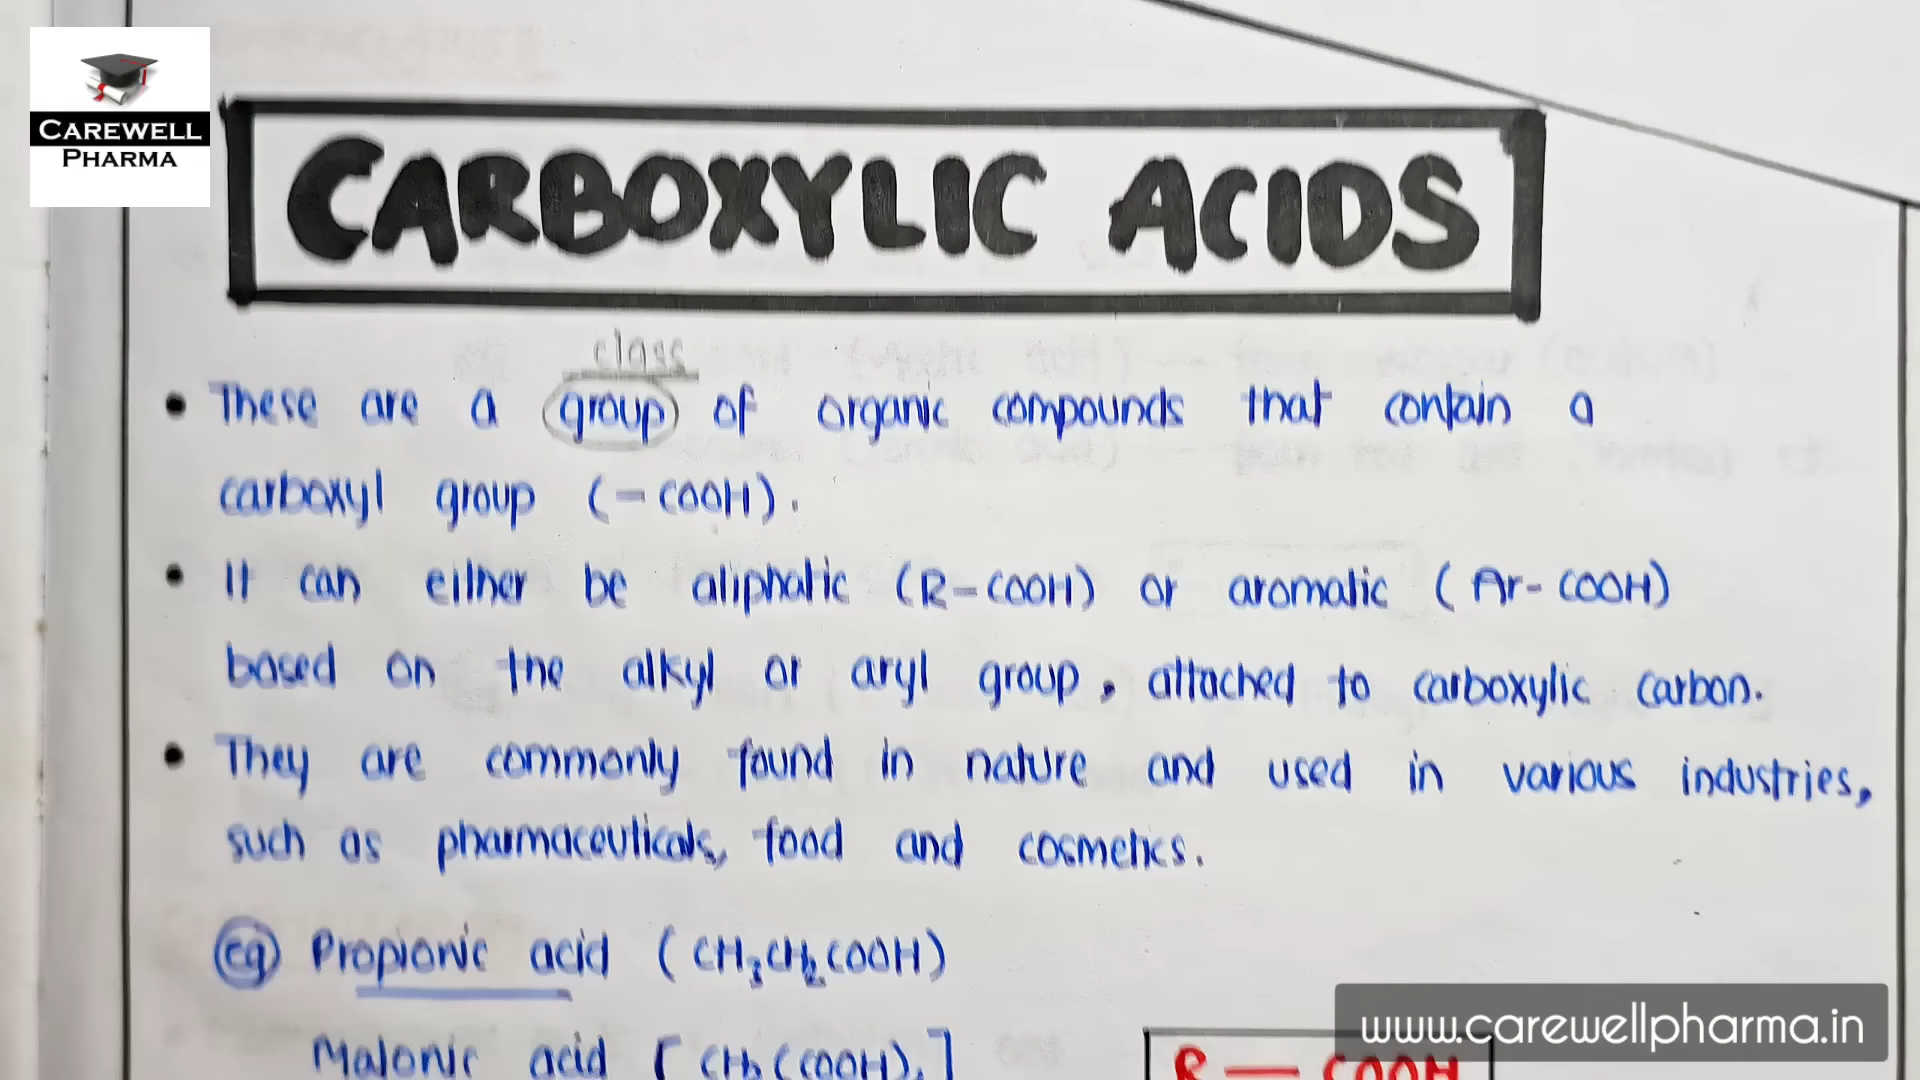 CAREWELL
PHARMA
CARBOXYLIC ACIDS
class
• These are a group of organic compounds that contain a
carboxyl group (-COOH).
• It can either be aliphatic (R-COOH) or aromatic (Ar-COOH)
based on the alkyl or aryl group, attached to carboxylic carbon.
• They are commonly found in nature and used in various industries,
such as pharmaceuticals, food and cosmetics.
eg Propionic acid (CH₃CH₂COOH)
Malonic acid [CH₂(COOH)₂]
R — COOH
www.carewellpharma.in